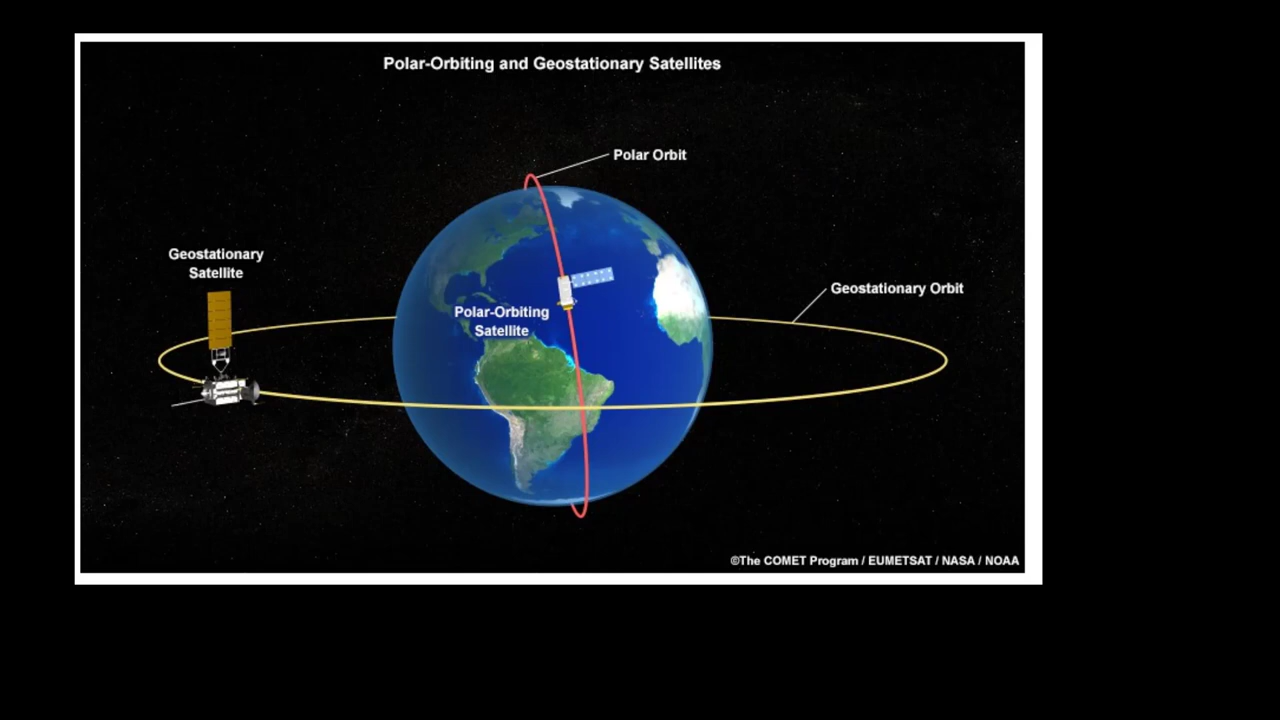 Polar-Orbiting and Geostationary Satellites
Polar Orbit
Geostationary
Satellite
Geostationary Orbit
Polar-Orbiting
Satellite
©The COMET Program / EUMETSAT / NASA / NOAA